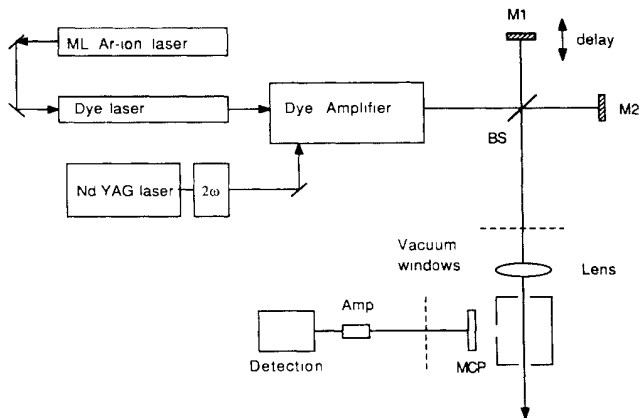 M1
delay
ML Ar-ion laser
Dye laser
Dye Amplifier
M2
BS
Nd YAG laser
2ω
Vacuum
windows
Lens
Amp
Detection
MCP